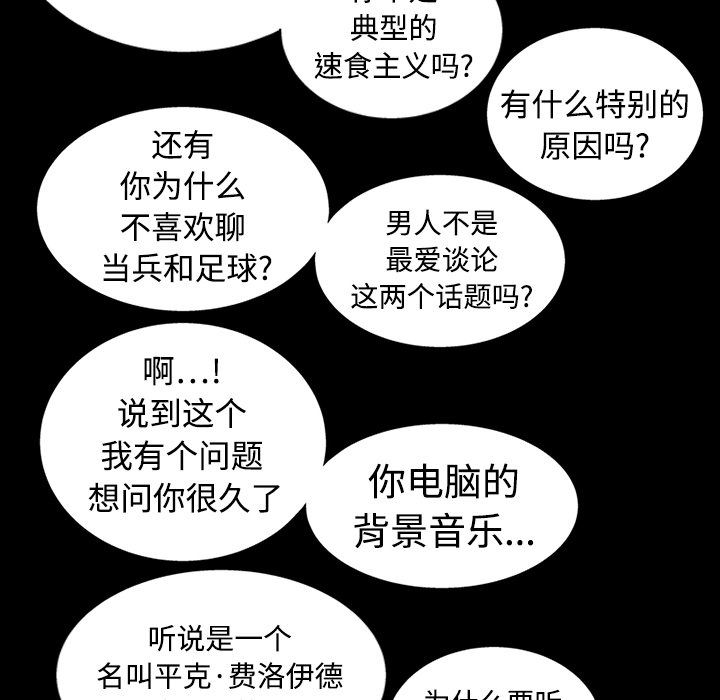 典型的
速食主义吗?
有什么特别的
原因吗?
还有
你为什么
不喜欢聊
当兵和足球?
男人不是
最爱谈论
这两个话题吗?
啊...!
说到这个
我有个问题
想问你很久了
你电脑的
背景音乐...
听说是一个
名叫平克·费洛伊德
为什么要听